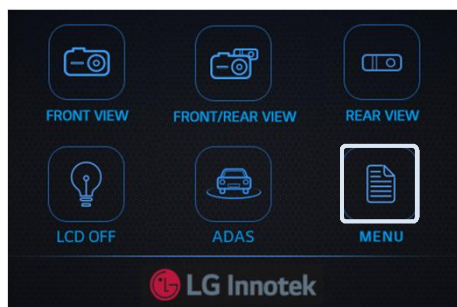 FRONT VIEW
FRONT/REAR VIEW
REAR VIEW
LCD OFF
ADAS
MENU
LG Innotek